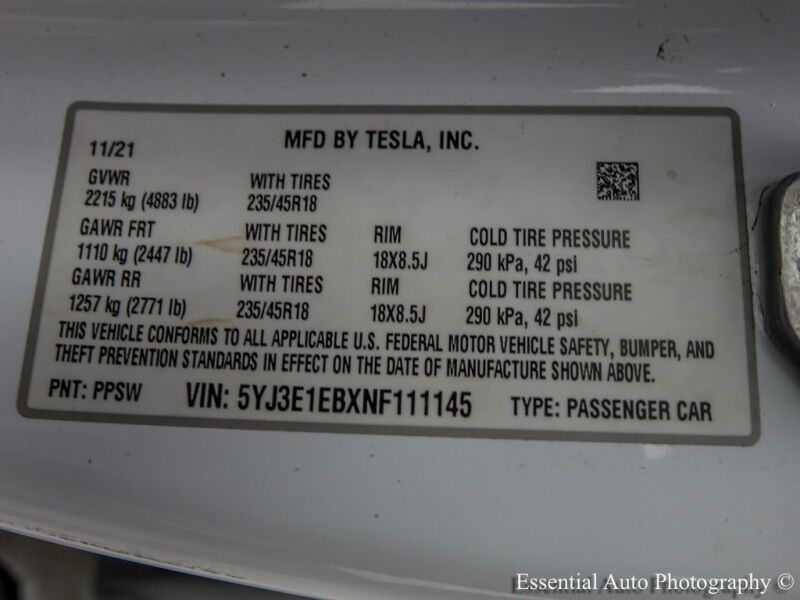 MFD BY TESLA, INC.
11/21
GVWR WITH TIRES
2215 kg (4883 lb) 235/45R18
GAWR FRT WITH TIRES RIM COLD TIRE PRESSURE
1110 kg (2447 lb) 235/45R18 18X8.5J 290 kPa, 42 psi
GAWR RR WITH TIRES RIM COLD TIRE PRESSURE
1257 kg (2771 lb) 235/45R18 18X8.5J 290 kPa, 42 psi
THIS VEHICLE CONFORMS TO ALL APPLICABLE U.S. FEDERAL MOTOR VEHICLE SAFETY, BUMPER, AND
THEFT PREVENTION STANDARDS IN EFFECT ON THE DATE OF MANUFACTURE SHOWN ABOVE.
PNT: PPSW VIN: 5YJ3E1EBXNF111145 TYPE: PASSENGER CAR
Essential Auto Photography ©